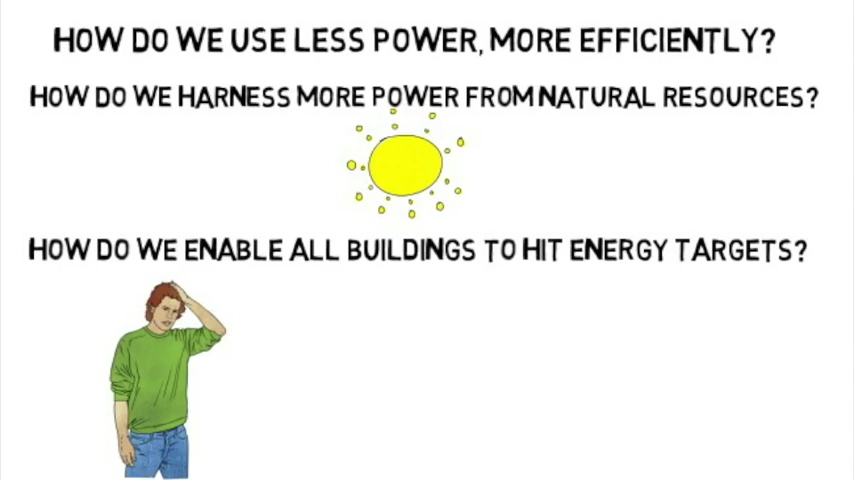 HOW DO WE USE LESS POWER, MORE EFFICIENTLY?
HOW DO WE HARNESS MORE POWER FROM NATURAL RESOURCES?
HOW DO WE ENABLE ALL BUILDINGS TO HIT ENERGY TARGETS?